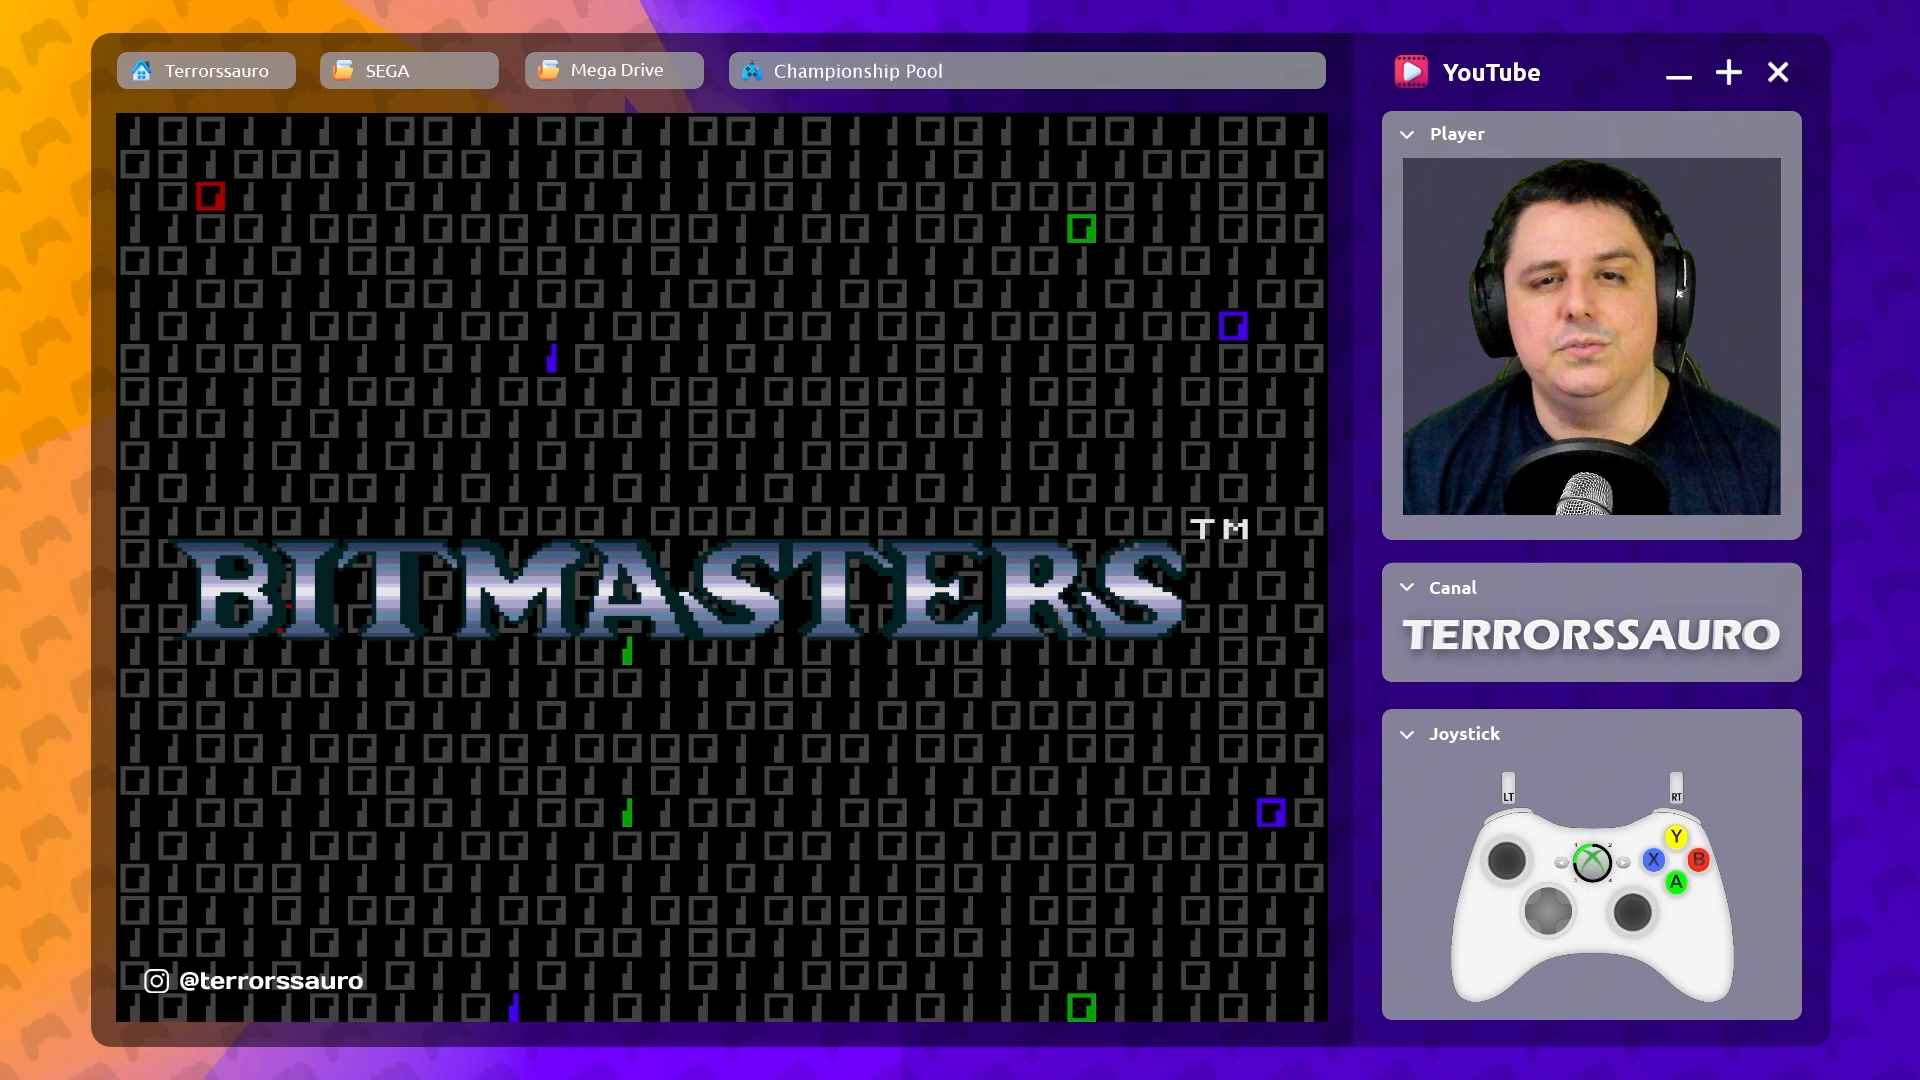 Terrorssauro
SEGA
Mega Drive
Championship Pool
YouTube
Player
BITMASTERS TM
Canal
TERRORSSAURO
Joystick
LT
RT
Y
X
B
A
@terrorssauro